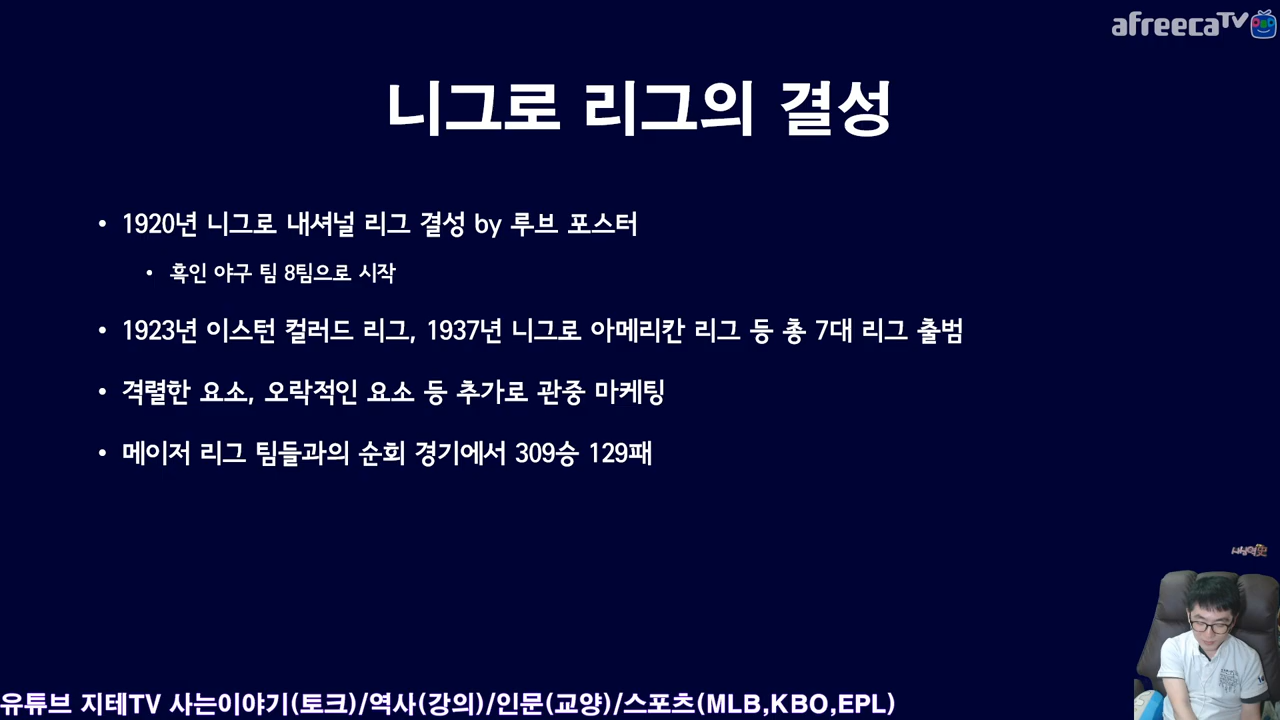 afreecaTV
니그로 리그의 결성
• 1920년 니그로 내셔널 리그 결성 by 루브 포스터
• 흑인 야구 팀 8팀으로 시작
• 1923년 이스턴 컬러드 리그, 1937년 니그로 아메리칸 리그 등 총 7대 리그 출범
• 격렬한 요소, 오락적인 요소 등 추가로 관중 마케팅
• 메이저 리그 팀들과의 순회 경기에서 309승 129패
유튜브 지테TV 사는이야기(토크)/역사(강의)/인문(교양)/스포츠(MLB,KBO,EPL)